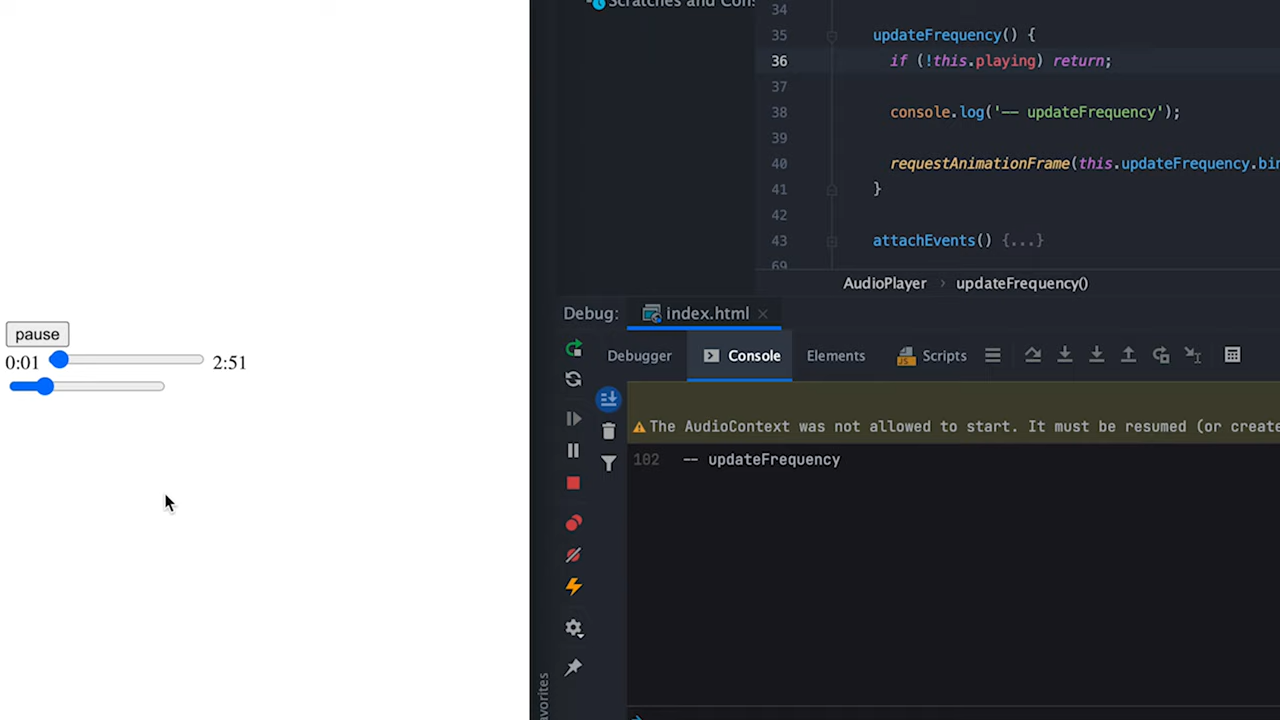 pause
0:01 2:51
Scratches and Con
34
35 updateFrequency() {
36 if (!this.playing) return;
37
38 console.log('–– updateFrequency');
39
40 requestAnimationFrame(this.updateFrequency.bin
41 }
42
43 attachEvents() {...}
69
AudioPlayer › updateFrequency()
Debug: index.html ×
Debugger Console Elements Scripts
The AudioContext was not allowed to start. It must be resumed (or create
102 –– updateFrequency
avorites